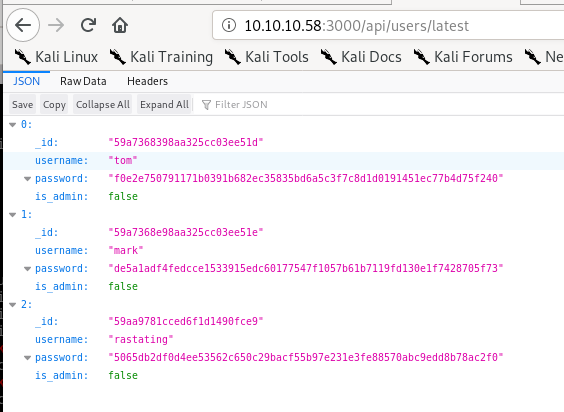 10.10.10.58:3000/api/users/latest
Kali Linux Kali Training Kali Tools Kali Docs Kali Forums Ne
JSON Raw Data Headers
Save Copy Collapse All Expand All Filter JSON
0:
_id: "59a7368398aa325cc03ee51d"
username: "tom"
password: "f0e2e750791171b0391b682ec35835bd6a5c3f7c8d1d0191451ec77b4d75f240"
is_admin: false
1:
_id: "59a7368e98aa325cc03ee51e"
username: "mark"
password: "de5a1adf4fedcce1533915edc60177547f1057b61b7119fd130e1f7428705f73"
is_admin: false
2:
_id: "59aa9781cced6f1d1490fce9"
username: "rastating"
password: "5065db2df0d4ee53562c650c29bacf55b97e231e3fe88570abc9edd8b78ac2f0"
is_admin: false